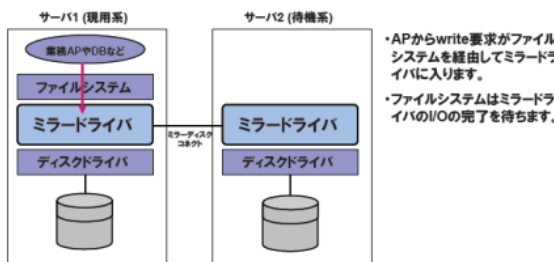 サーバ1 (現用系)
サーバ2 (待機系)
業務APやDBなど
ファイルシステム
ミラードライバ
ディスクドライバ
ミラーディスク
コネクト
ミラードライバ
ディスクドライバ
・APからwrite要求がファイル
システムを経由してミラードラ
イバに入ります。
・ファイルシステムはミラードラ
イバのI/Oの完了を待ちます。